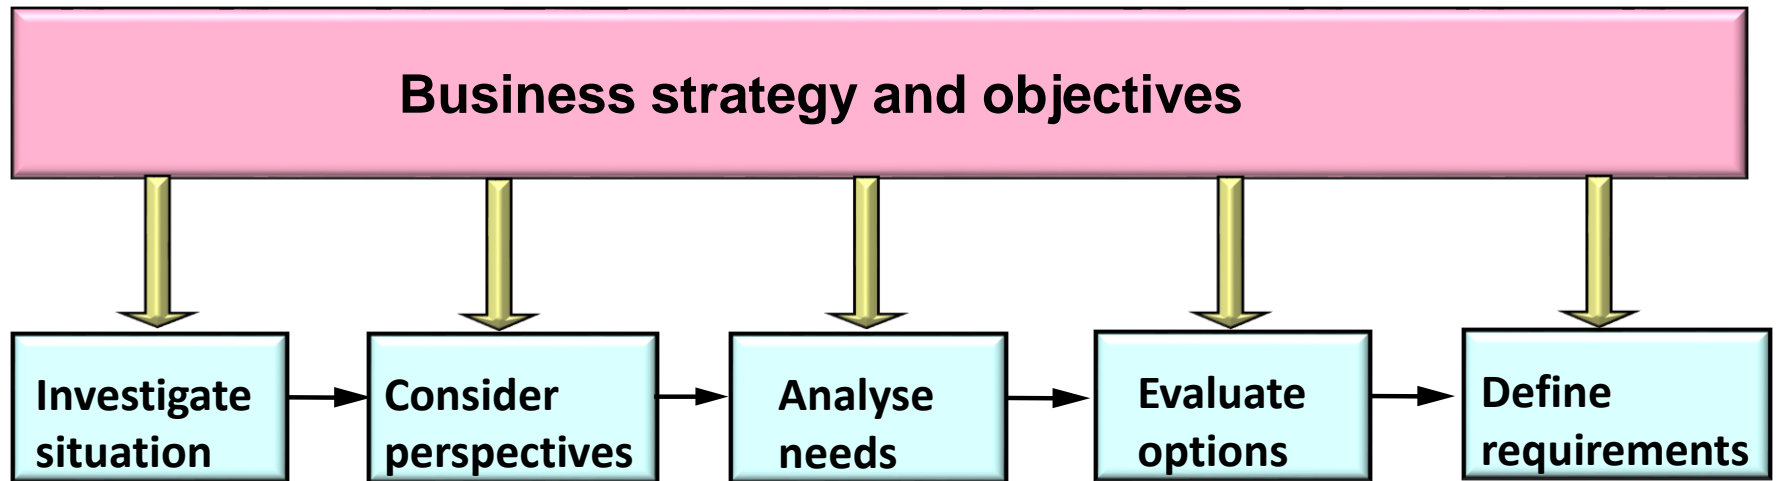 Business strategy and objectives
Investigate
situation
Consider
perspectives
Analyse
needs
Evaluate
options
Define
requirements